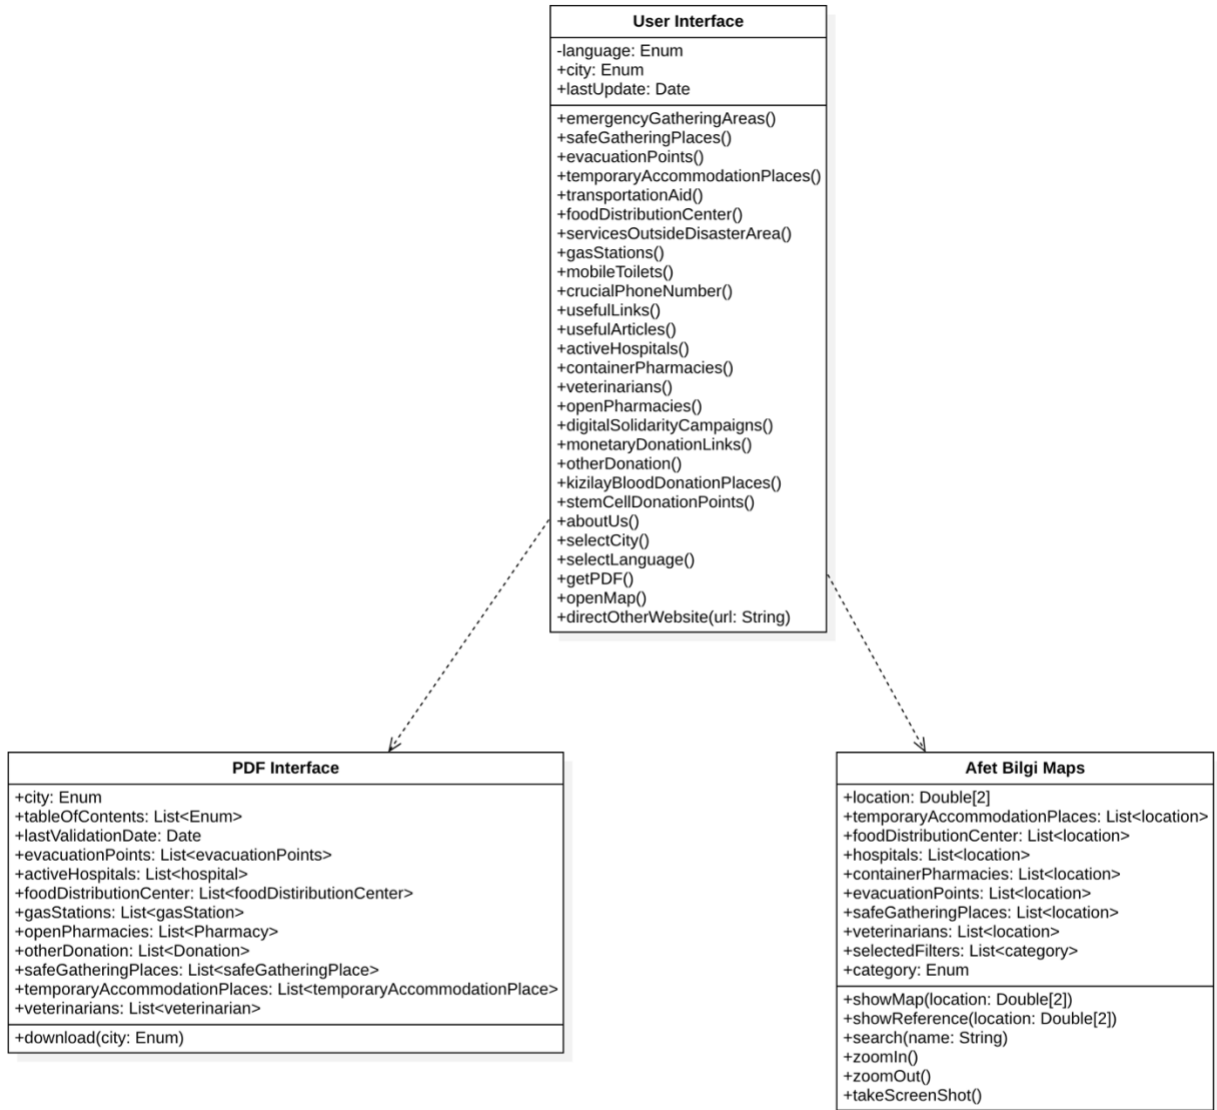 User Interface
-language: Enum
+city: Enum
+lastUpdate: Date
+emergencyGatheringAreas()
+safeGatheringPlaces()
+evacuationPoints()
+temporaryAccommodationPlaces()
+transportationAid()
+foodDistributionCenter()
+servicesOutsideDisasterArea()
+gasStations()
+mobileToilets()
+crucialPhoneNumber()
+usefulLinks()
+usefulArticles()
+activeHospitals()
+containerPharmacies()
+veterinarians()
+openPharmacies()
+digitalSolidarityCampaigns()
+monetaryDonationLinks()
+otherDonation()
+kizilayBloodDonationPlaces()
+stemCellDonationPoints()
+aboutUs()
+selectCity()
+selectLanguage()
+getPDF()
+openMap()
+directOtherWebsite(url: String)
PDF Interface
+city: Enum
+tableOfContents: List<Enum>
+lastValidationDate: Date
+evacuationPoints: List<evacuationPoints>
+activeHospitals: List<hospital>
+foodDistributionCenter: List<foodDistiributionCenter>
+gasStations: List<gasStation>
+openPharmacies: List<Pharmacy>
+otherDonation: List<Donation>
+safeGatheringPlaces: List<safeGatheringPlace>
+temporaryAccommodationPlaces: List<temporaryAccommodationPlace>
+veterinarians: List<veterinarian>
+download(city: Enum)
Afet Bilgi Maps
+location: Double[2]
+temporaryAccommodationPlaces: List<location>
+foodDistributionCenter: List<location>
+hospitals: List<location>
+containerPharmacies: List<location>
+evacuationPoints: List<location>
+safeGatheringPlaces: List<location>
+veterinarians: List<location>
+selectedFilters: List<category>
+category: Enum
+showMap(location: Double[2])
+showReference(location: Double[2])
+search(name: String)
+zoomIn()
+zoomOut()
+takeScreenShot()